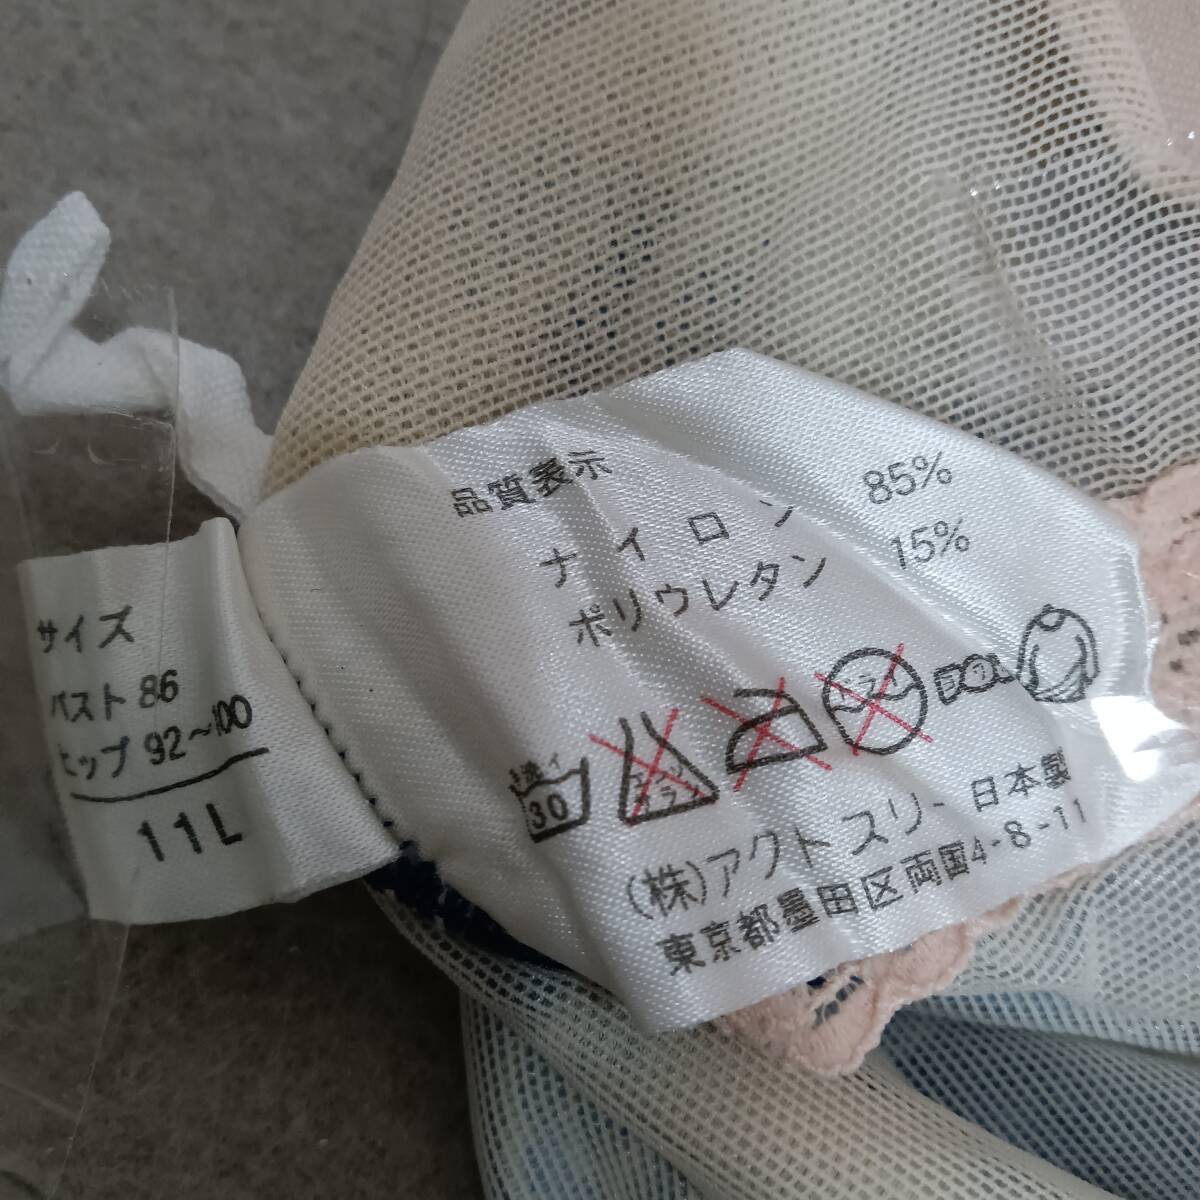 サイズ
バスト 86
ヒップ 92~100
11L
品質表示
ナイロン 85%
ポリウレタン 15%
30
(株)アクトスリー 日本製
東京都墨田区両国4-8-11